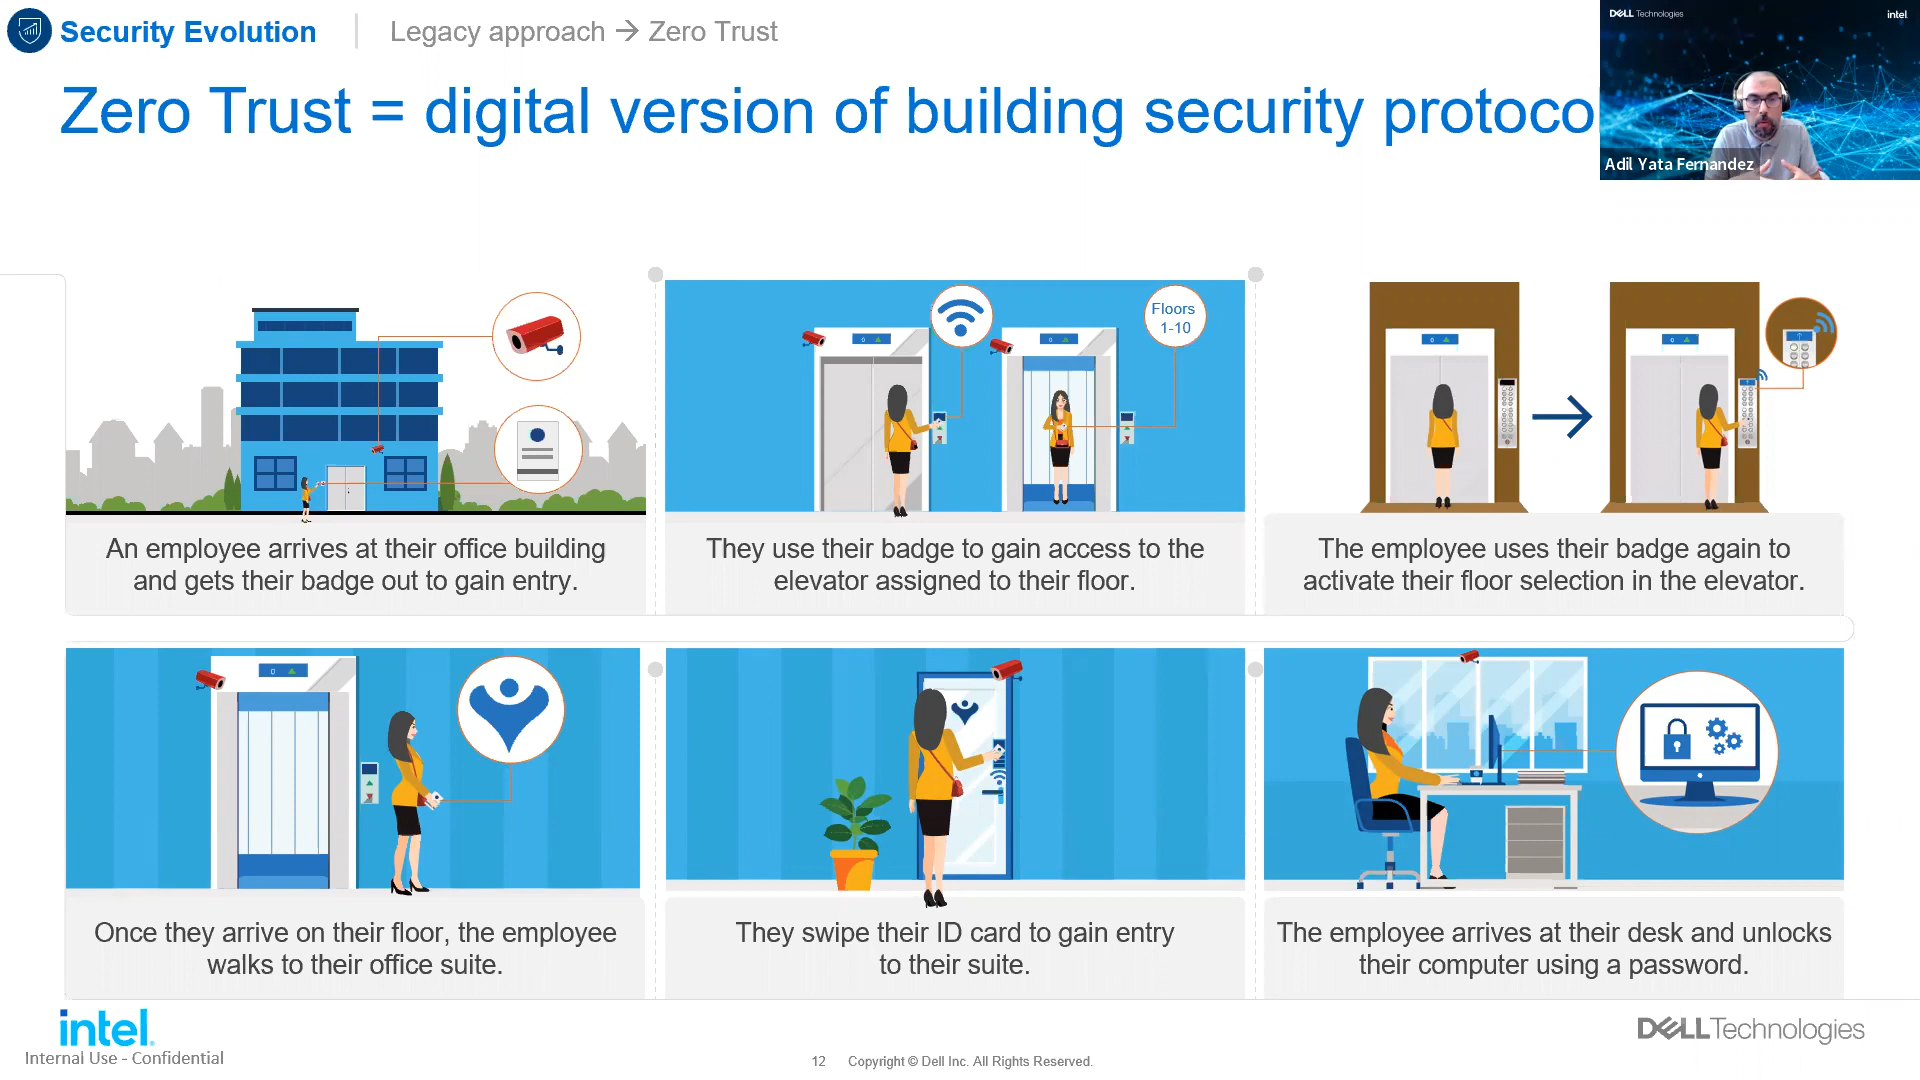 Security Evolution
Legacy approach → Zero Trust
Zero Trust = digital version of building security protoco
DELL Technologies
intel
Adil Yata Fernandez
Floors
1-10
0
0
0
0
An employee arrives at their office building
and gets their badge out to gain entry.
They use their badge to gain access to the
elevator assigned to their floor.
The employee uses their badge again to
activate their floor selection in the elevator.
0
Once they arrive on their floor, the employee
walks to their office suite.
They swipe their ID card to gain entry
to their suite.
The employee arrives at their desk and unlocks
their computer using a password.
intel.
DELL Technologies
Internal Use - Confidential
12
Copyright © Dell Inc. All Rights Reserved.